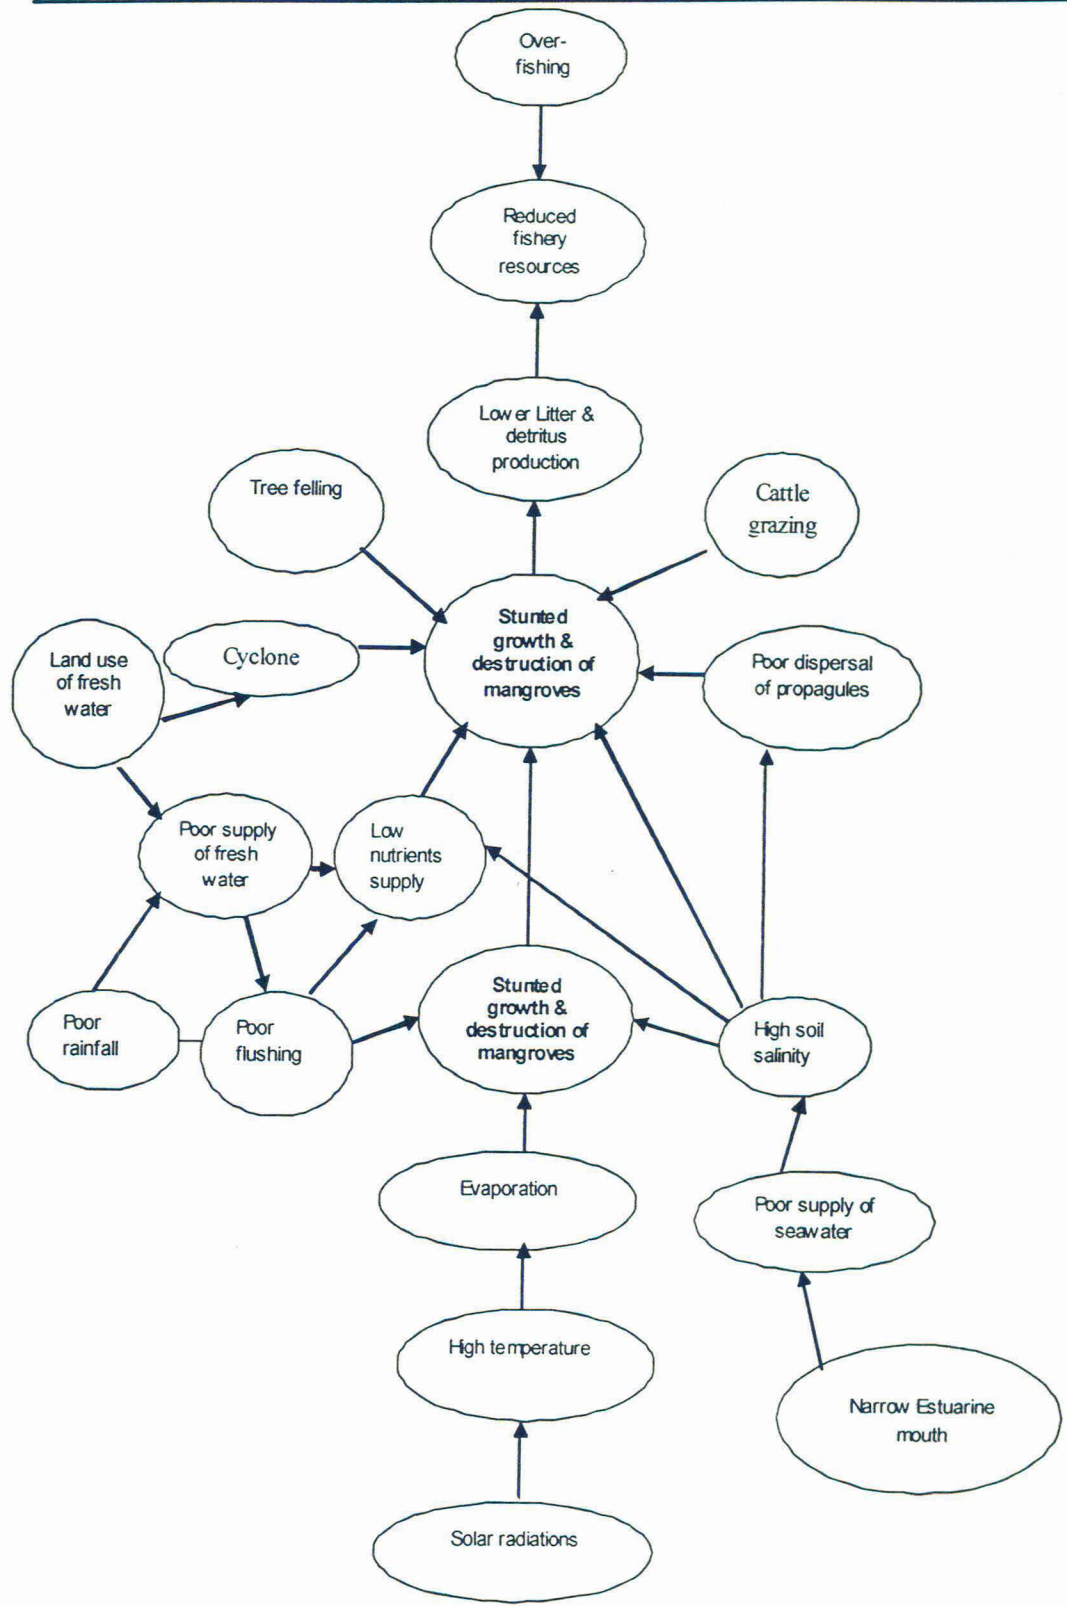 Over-
fishing
Reduced
fishery
resources
Lower Litter &
detritus
production
Tree felling
Cattle
grazing
Stunted
growth &
destruction of
mangroves
Land use
of fresh
water
Cyclone
Poor dispersal
of propagules
Poor supply
of fresh
water
Low
nutrients
supply
Stunted
growth &
destruction of
mangroves
Poor
rainfall
Poor
flushing
High soil
salinity
Evaporation
Poor supply of
seawater
High temperature
Narrow Estuarine
mouth
Solar radiations